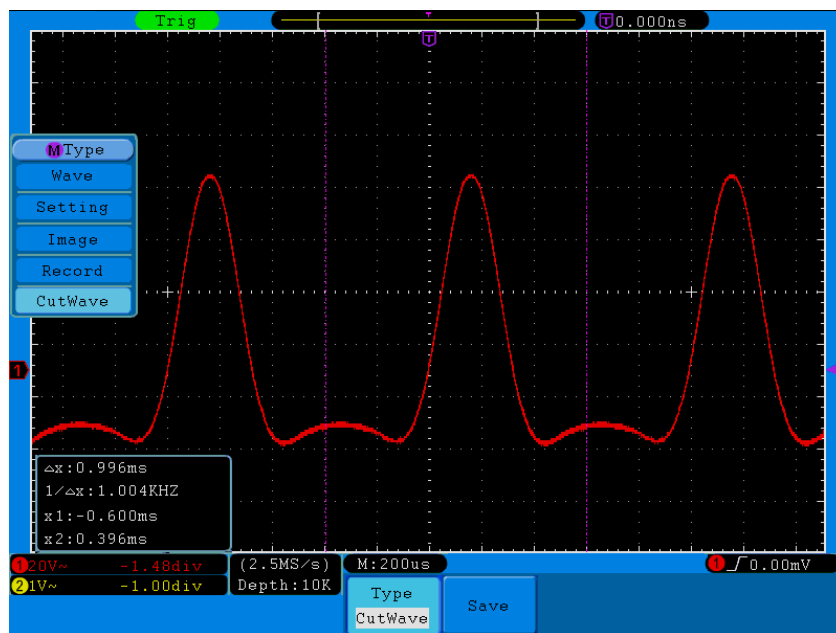 Trig
T 0.000ns
T
M Type
Wave
Setting
Image
Record
CutWave
1
△x:0.996ms
1/△x:1.004KHZ
x1:-0.600ms
x2:0.396ms
1 20V~ -1.48div
2 1V~ -1.00div
(2.5MS/s)
Depth:10K
M:200us
1 0.00mV
Type
CutWave
Save